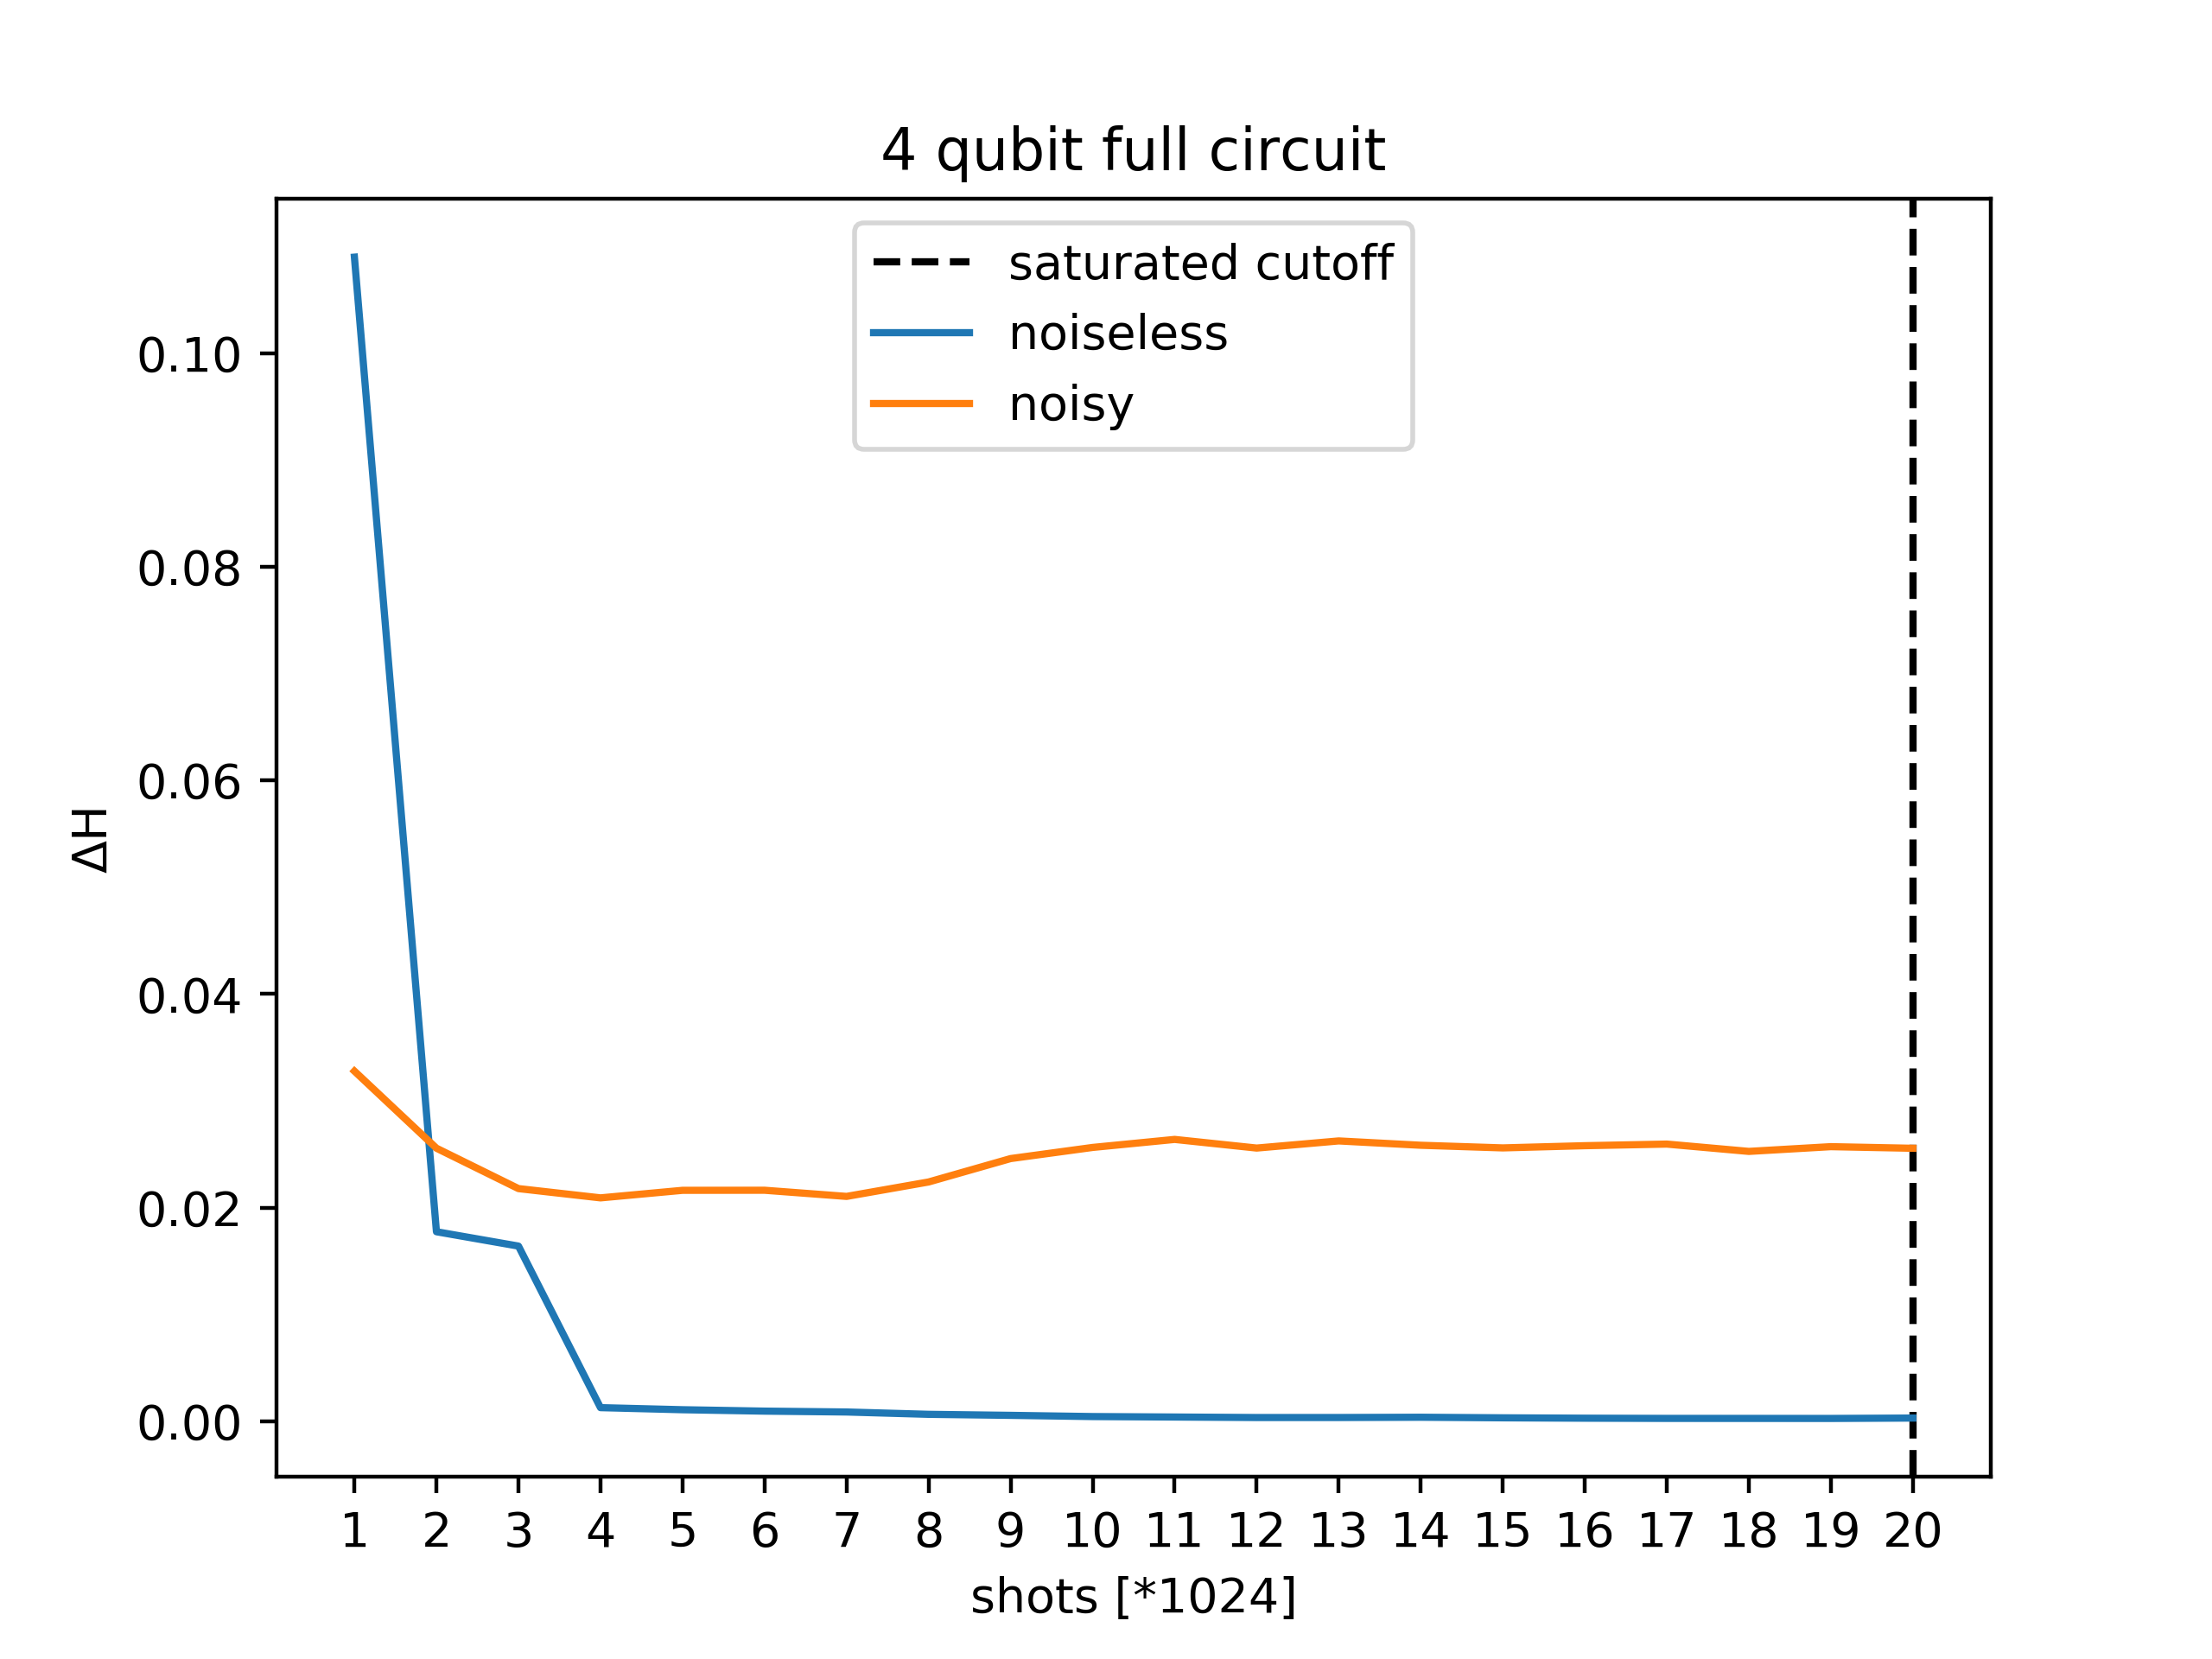 4 qubit full circuit
saturated cutoff
noiseless
noisy
ΔH
0.10
0.08
0.06
0.04
0.02
0.00
1 2 3 4 5 6 7 8 9 10 11 12 13 14 15 16 17 18 19 20
shots [*1024]